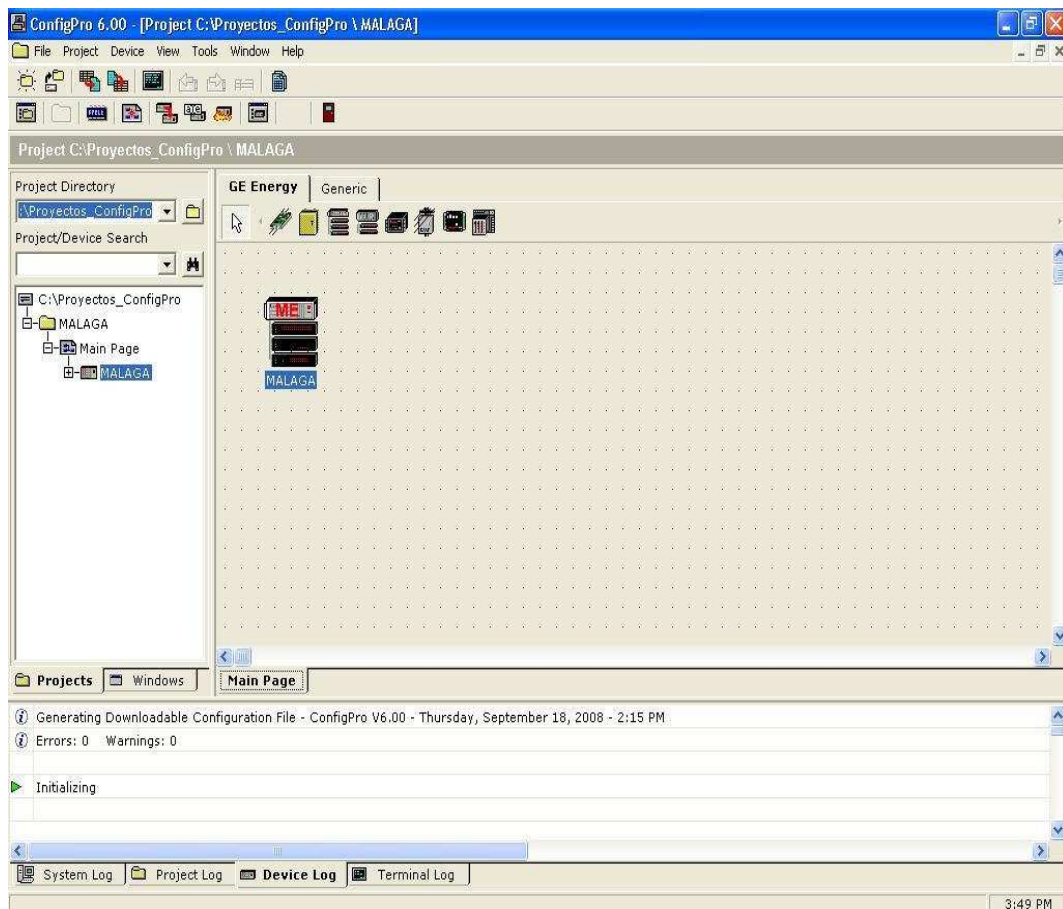 ConfigPro 6.00 - [Project C:\Proyectos_ConfigPro \ MALAGA]
File Project Device View Tools Window Help
Project C:\Proyectos_ConfigPro \ MALAGA
Project Directory
:\Proyectos_ConfigPro
Project/Device Search
C:\Proyectos_ConfigPro
MALAGA
Main Page
MALAGA
Projects Windows
GE Energy Generic
ME
MALAGA
Main Page
Generating Downloadable Configuration File - ConfigPro V6.00 - Thursday, September 18, 2008 - 2:15 PM
Errors: 0 Warnings: 0
Initializing
System Log Project Log Device Log Terminal Log
3:49 PM